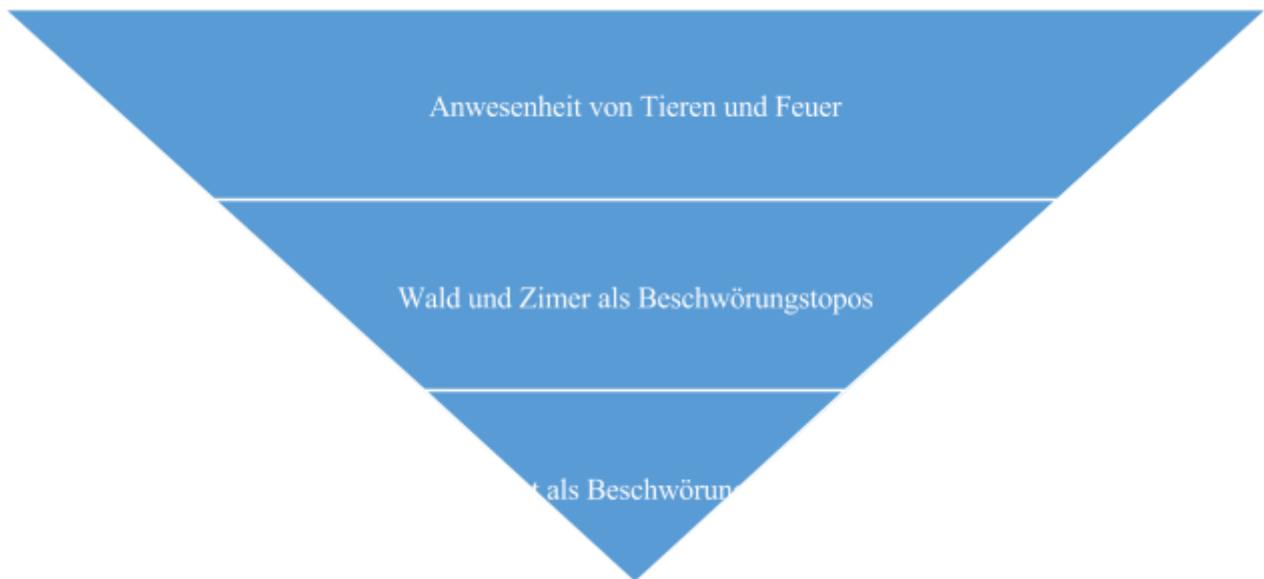 Anwesenheit von Tieren und Feuer
Wald und Zimer als Beschwörungstopos
als